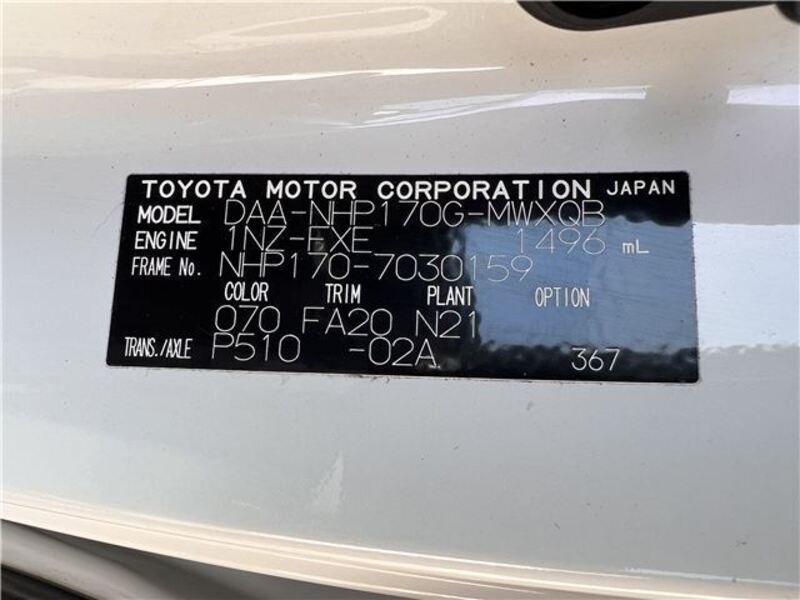 TOYOTA MOTOR CORPORATION JAPAN
MODEL DAA-NHP170G-MWXQB
ENGINE 1NZ-FXE 1496 mL
FRAME No. NHP170-7030159
COLOR TRIM PLANT OPTION
070 FA20 N21
TRANS./AXLE P510 -02A 367